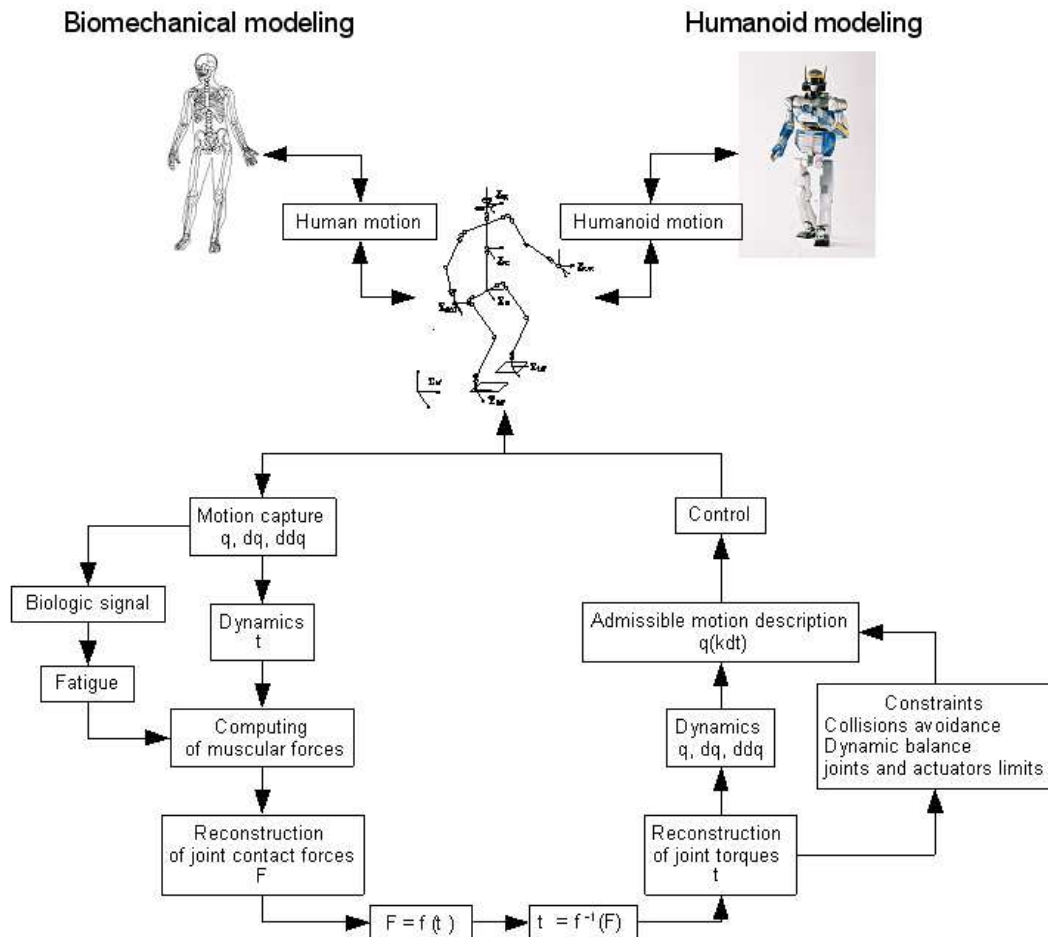 Biomechanical modeling
Humanoid modeling
Human motion
Humanoid motion
Motion capture
q, dq, ddq
Control
Biologic signal
Dynamics
t
Admissible motion description
q(kdt)
Fatigue
Computing
of muscular forces
Dynamics
q, dq, ddq
Constraints
Collisions avoidance
Dynamic balance
joints and actuators limits
Reconstruction
of joint contact forces
F
Reconstruction
of joint torques
t
F = f (t)
t = f⁻¹(F)